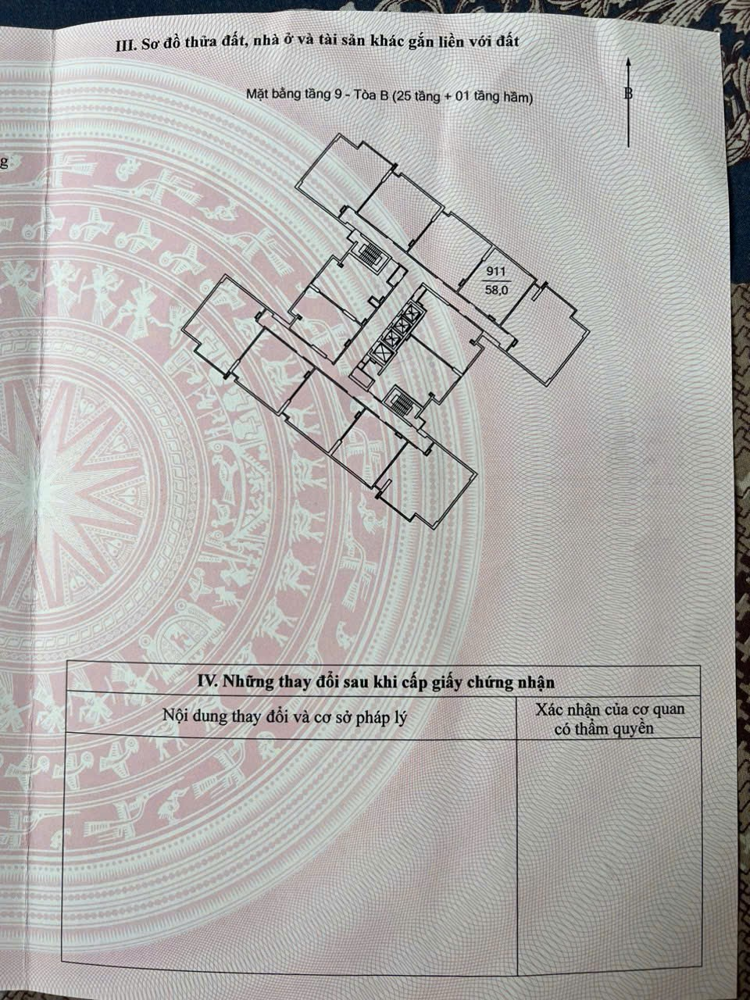 III. Sơ đồ thửa đất, nhà ở và tài sản khác gắn liền với đất
Mặt bằng tầng 9 - Tòa B (25 tầng + 01 tầng hầm)
B
g
911
58,0
IV. Những thay đổi sau khi cấp giấy chứng nhận
Nội dung thay đổi và cơ sở pháp lý
Xác nhận của cơ quan
có thẩm quyền